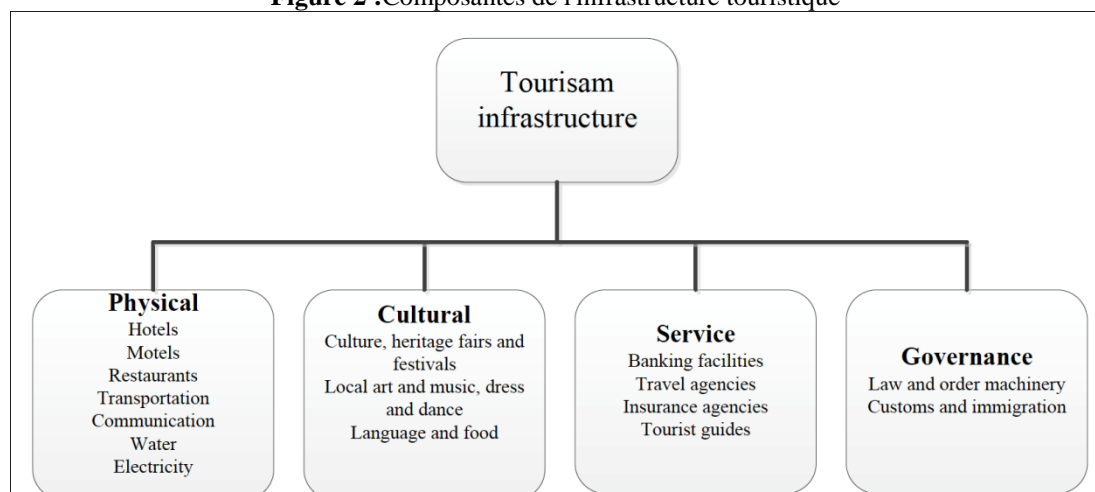 Figure 2 :Composantes de l'infrastructure touristique
Tourisam
infrastructure
Physical
Hotels
Motels
Restaurants
Transportation
Communication
Water
Electricity
Cultural
Culture, heritage fairs and
festivals
Local art and music, dress
and dance
Language and food
Service
Banking facilities
Travel agencies
Insurance agencies
Tourist guides
Governance
Law and order machinery
Customs and immigration